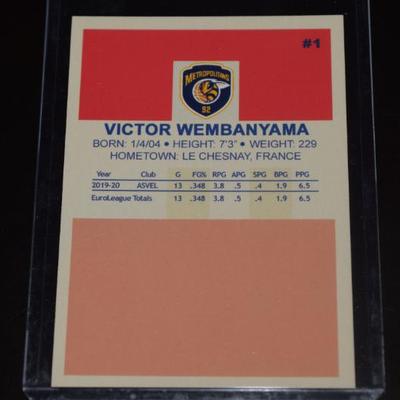 #1
METROPOLITANS
92
VICTOR WEMBANYAMA
BORN: 1/4/04 • HEIGHT: 7'3" • WEIGHT: 229
HOMETOWN: LE CHESNAY, FRANCE
Year Club G FG% RPG APG SPG BPG PPG
2019-20 ASVEL 13 .348 3.8 .5 .4 1.9 6.5
EuroLeague Totals 13 .348 3.8 .5 .4 1.9 6.5